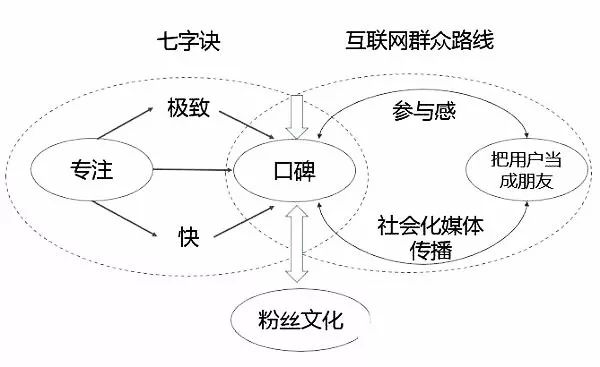 七字诀
互联网群众路线
极致
参与感
专注
口碑
把用户当
成朋友
快
社会化媒体
传播
粉丝文化